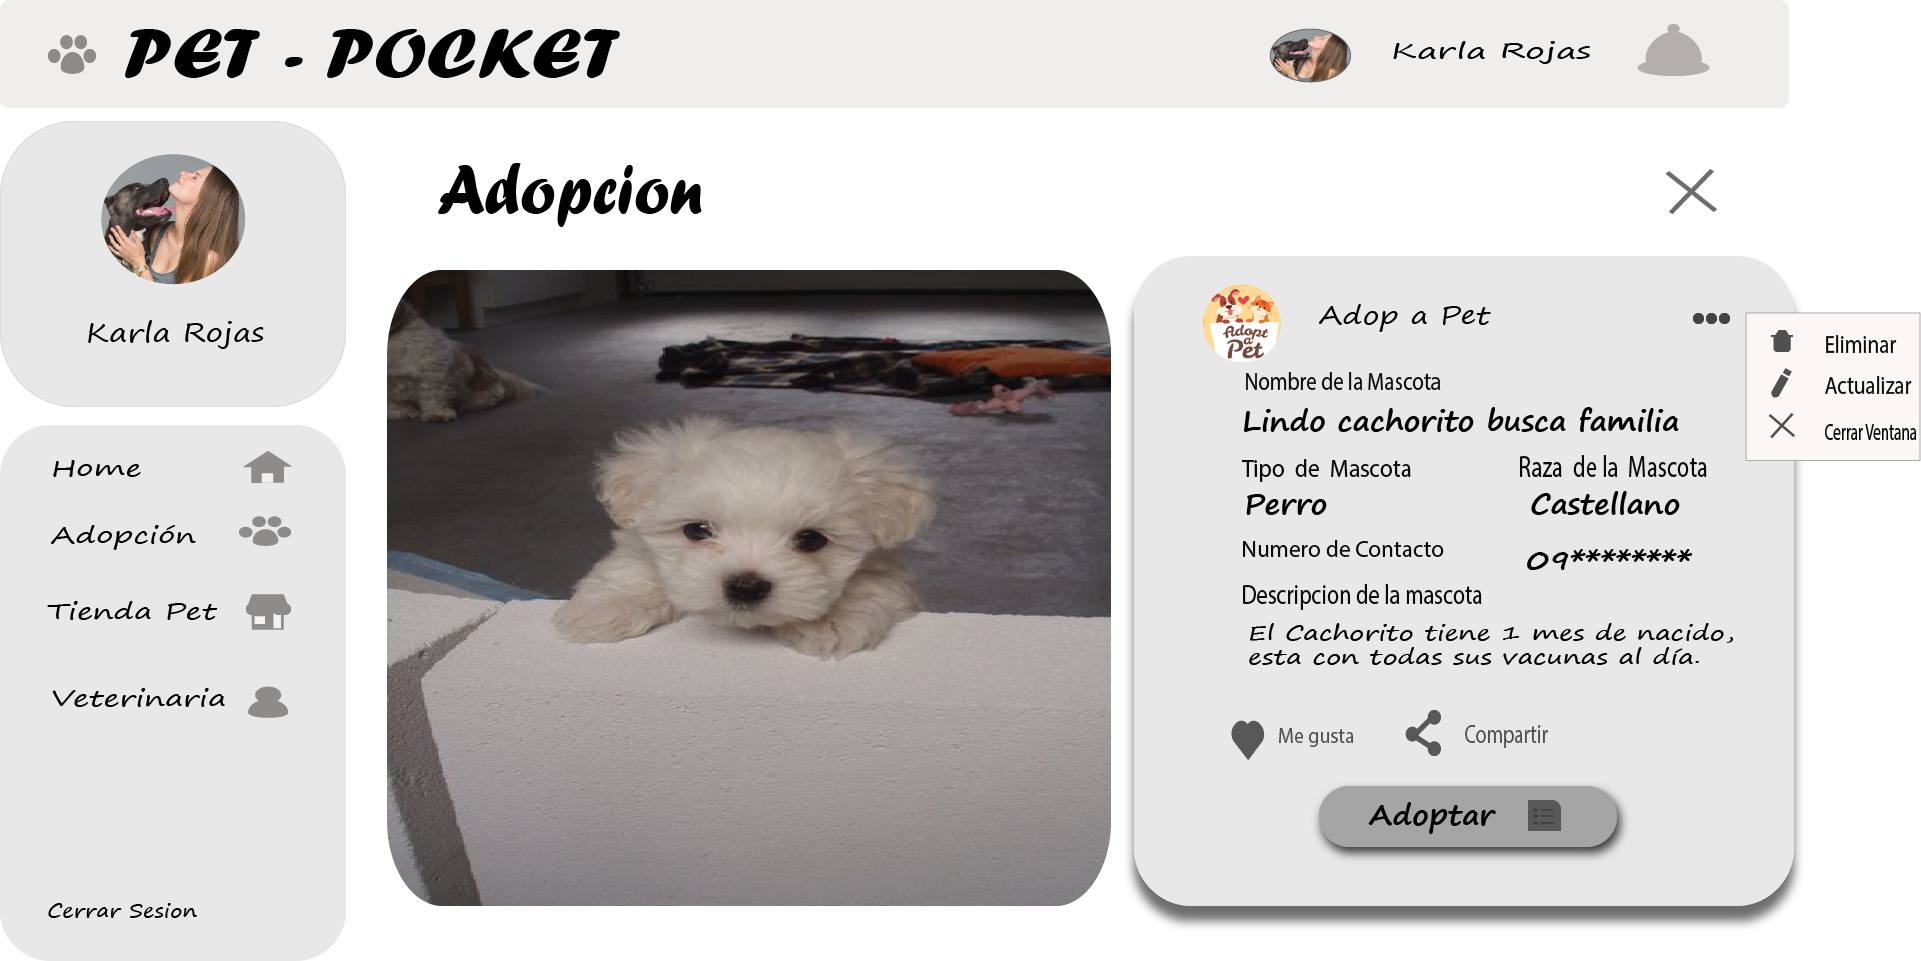 PET - POCKET
Karla Rojas
Karla Rojas
Home
Adopción
Tienda Pet
Veterinaria
Cerrar Sesion
Adopcion
Adopt
a
Pet
Adop a Pet
Eliminar
Actualizar
Cerrar Ventana
Nombre de la Mascota
Lindo cachorito busca familia
Tipo de Mascota
Raza de la Mascota
Perro
Castellano
Numero de Contacto
09********
Descripcion de la mascota
El Cachorito tiene 1 mes de nacido,
esta con todas sus vacunas al día.
Me gusta
Compartir
Adoptar